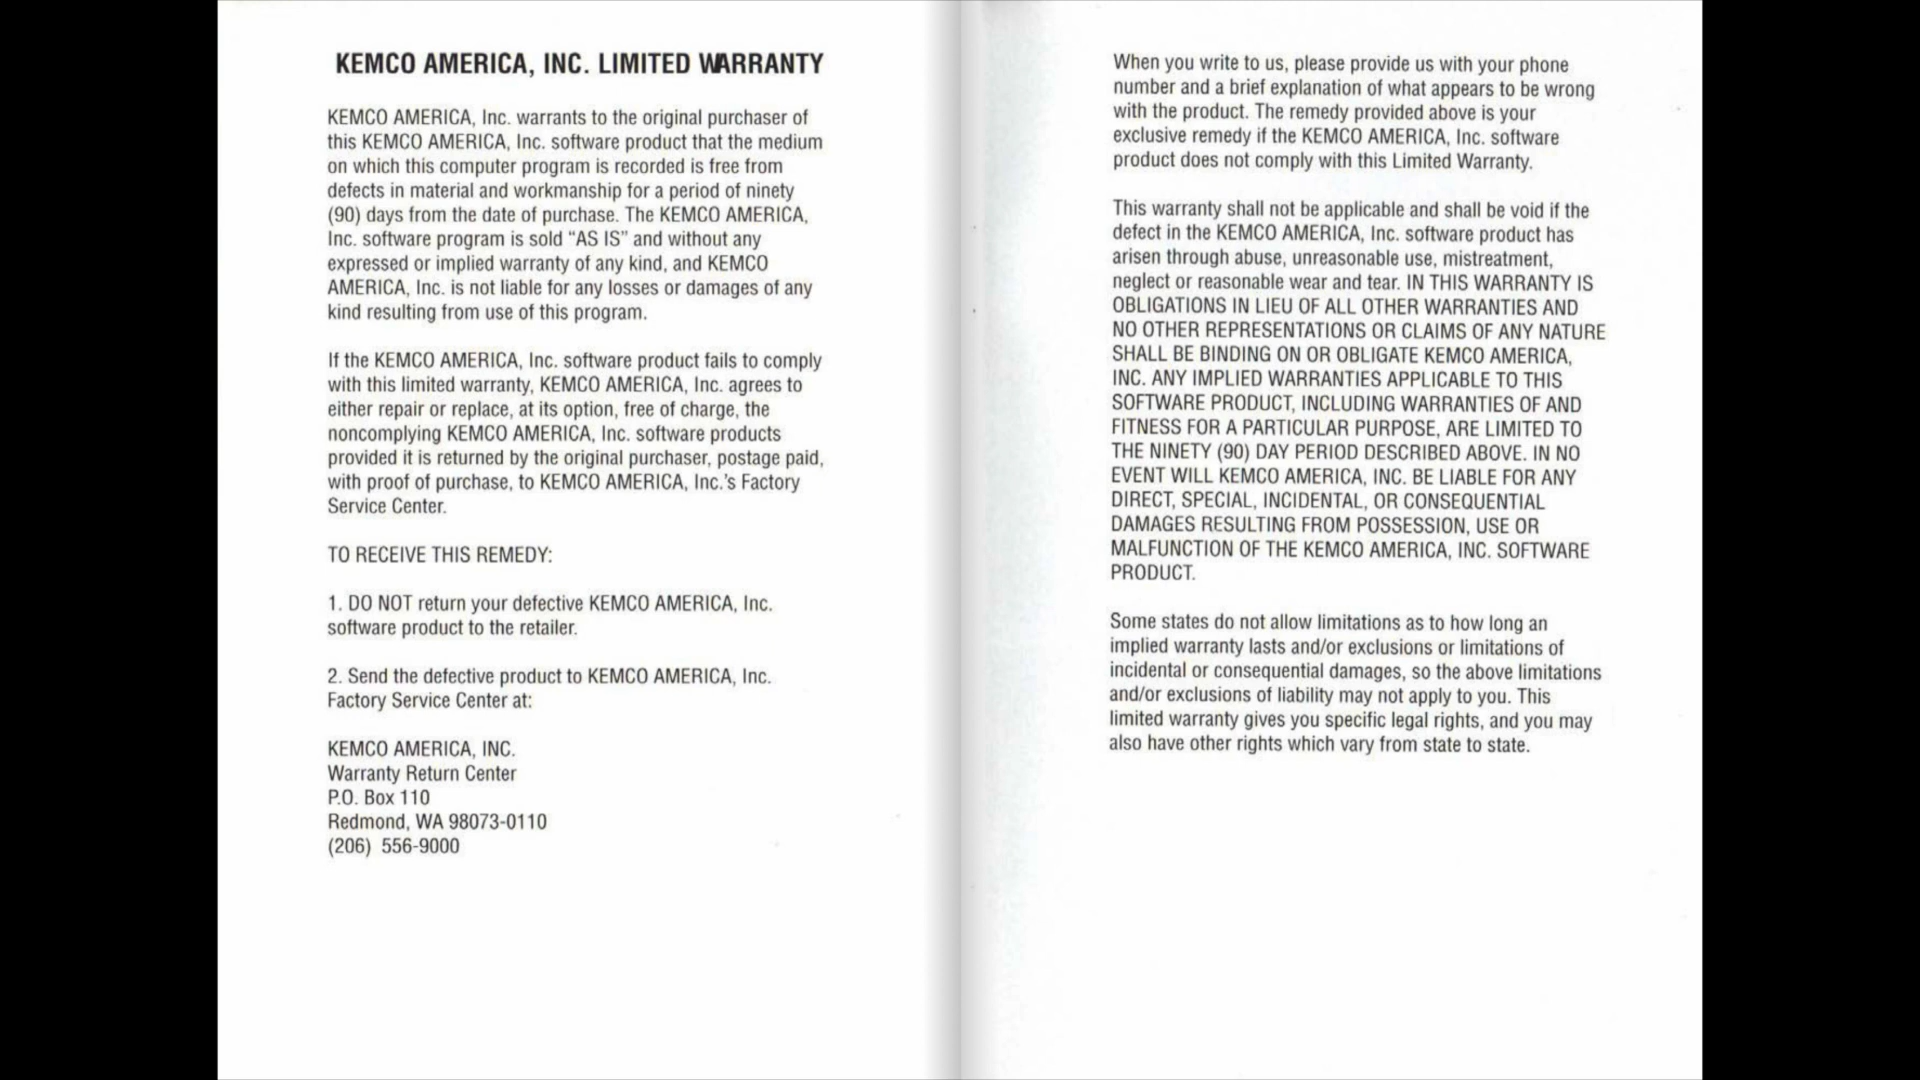 KEMCO AMERICA, INC. LIMITED WARRANTY
KEMCO AMERICA, Inc. warrants to the original purchaser of
this KEMCO AMERICA, Inc. software product that the medium
on which this computer program is recorded is free from
defects in material and workmanship for a period of ninety
(90) days from the date of purchase. The KEMCO AMERICA,
Inc. software program is sold “AS IS” and without any
expressed or implied warranty of any kind, and KEMCO
AMERICA, Inc. is not liable for any losses or damages of any
kind resulting from use of this program.
If the KEMCO AMERICA, Inc. software product fails to comply
with this limited warranty, KEMCO AMERICA, Inc. agrees to
either repair or replace, at its option, free of charge, the
noncomplying KEMCO AMERICA, Inc. software products
provided it is returned by the original purchaser, postage paid,
with proof of purchase, to KEMCO AMERICA, Inc.'s Factory
Service Center.
TO RECEIVE THIS REMEDY:
1. DO NOT return your defective KEMCO AMERICA, Inc.
software product to the retailer.
2. Send the defective product to KEMCO AMERICA, Inc.
Factory Service Center at:
KEMCO AMERICA, INC.
Warranty Return Center
P.O. Box 110
Redmond, WA 98073-0110
(206) 556-9000
When you write to us, please provide us with your phone
number and a brief explanation of what appears to be wrong
with the product. The remedy provided above is your
exclusive remedy if the KEMCO AMERICA, Inc. software
product does not comply with this Limited Warranty.
This warranty shall not be applicable and shall be void if the
defect in the KEMCO AMERICA, Inc. software product has
arisen through abuse, unreasonable use, mistreatment,
neglect or reasonable wear and tear. IN THIS WARRANTY IS
OBLIGATIONS IN LIEU OF ALL OTHER WARRANTIES AND
NO OTHER REPRESENTATIONS OR CLAIMS OF ANY NATURE
SHALL BE BINDING ON OR OBLIGATE KEMCO AMERICA,
INC. ANY IMPLIED WARRANTIES APPLICABLE TO THIS
SOFTWARE PRODUCT, INCLUDING WARRANTIES OF AND
FITNESS FOR A PARTICULAR PURPOSE, ARE LIMITED TO
THE NINETY (90) DAY PERIOD DESCRIBED ABOVE. IN NO
EVENT WILL KEMCO AMERICA, INC. BE LIABLE FOR ANY
DIRECT, SPECIAL, INCIDENTAL, OR CONSEQUENTIAL
DAMAGES RESULTING FROM POSSESSION, USE OR
MALFUNCTION OF THE KEMCO AMERICA, INC. SOFTWARE
PRODUCT.
Some states do not allow limitations as to how long an
implied warranty lasts and/or exclusions or limitations of
incidental or consequential damages, so the above limitations
and/or exclusions of liability may not apply to you. This
limited warranty gives you specific legal rights, and you may
also have other rights which vary from state to state.